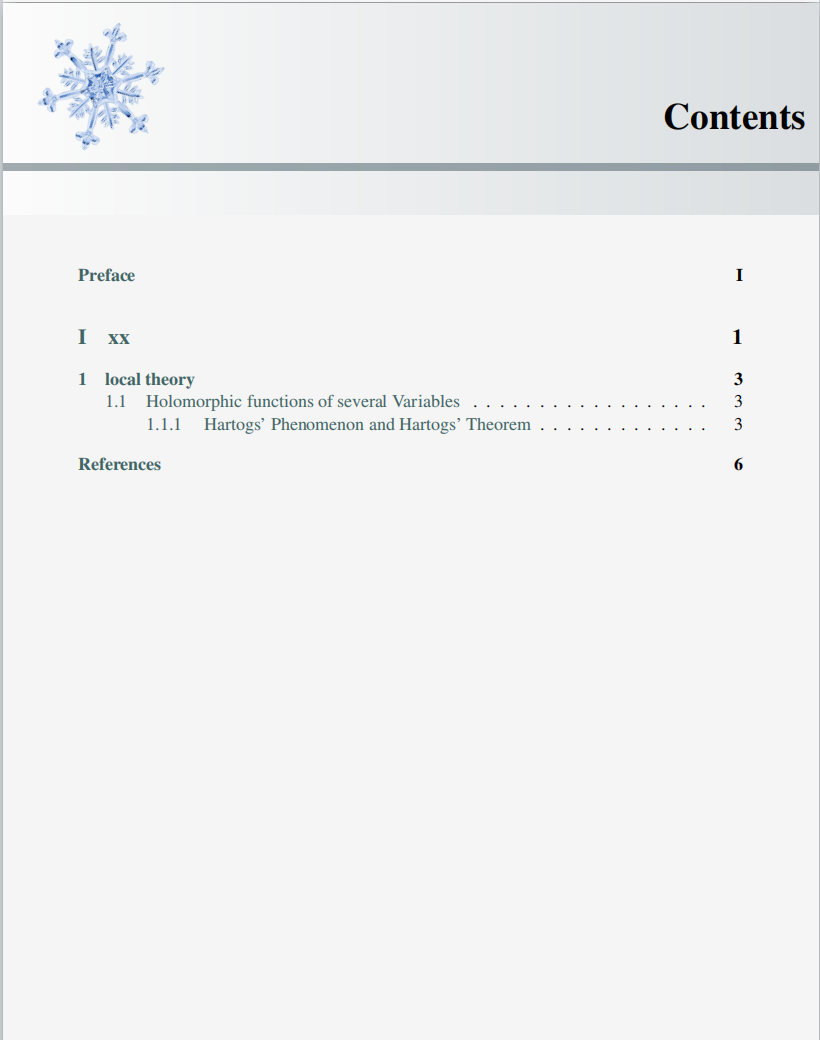 Contents
Preface I
I xx 1
1 local theory 3
1.1 Holomorphic functions of several Variables . . . . . . . . . . . . . . . . . . 3
1.1.1 Hartogs’ Phenomenon and Hartogs’ Theorem . . . . . . . . . . . . . 3
References 6